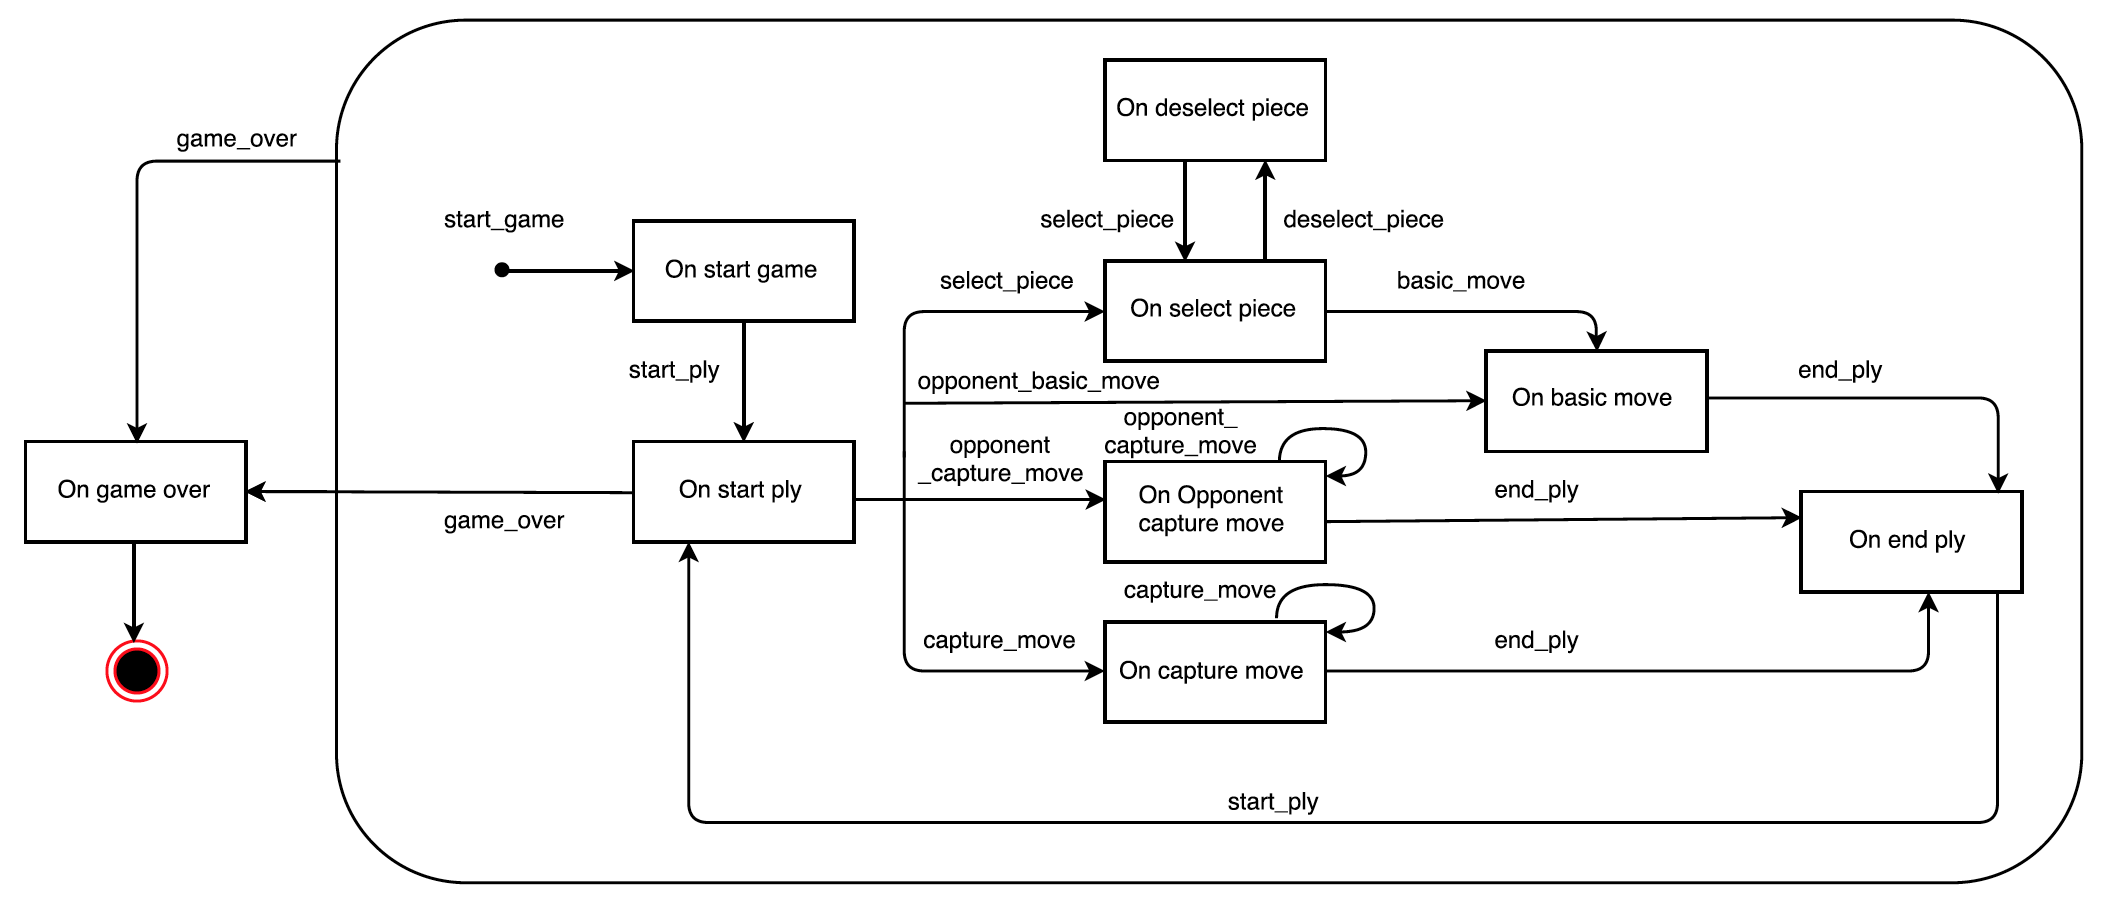 On deselect piece
game_over
start_game
select_piece
deselect_piece
On start game
select_piece
On select piece
basic_move
start_ply
opponent_basic_move
On basic move
end_ply
opponent_
capture_move
opponent
_capture_move
On game over
game_over
On start ply
On Opponent
capture move
end_ply
On end ply
capture_move
capture_move
On capture move
end_ply
start_ply